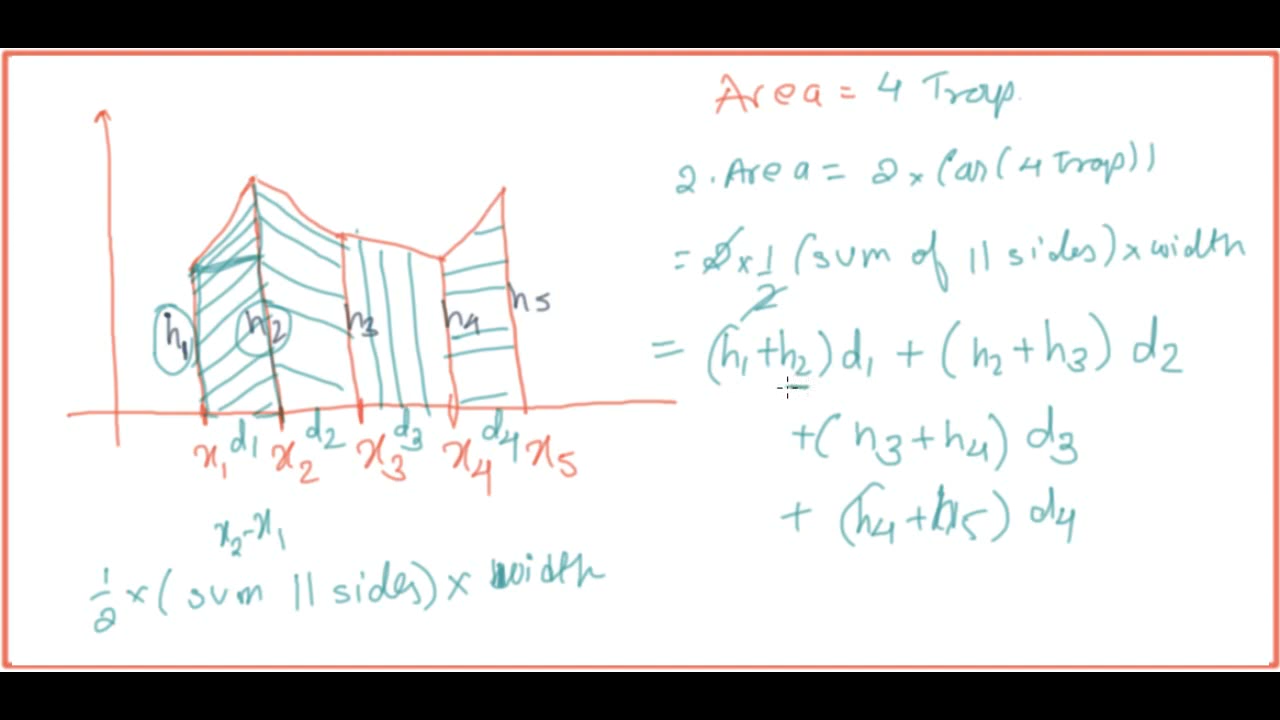 Area = 4 Trap.
2 . Area = 2 × (ar(4 Trap))
= 2 × 1/2 (sum of || sides) × width
= (h1 + h2) d1 + (h2 + h3) d2
+ (h3 + h4) d3
+ (h4 + h5) d4
h1 h2 h3 h4 h5
x1 d1 x2 d2 x3 d3 x4 d4 x5
x2 - x1
1/2 × (sum || sides) × width